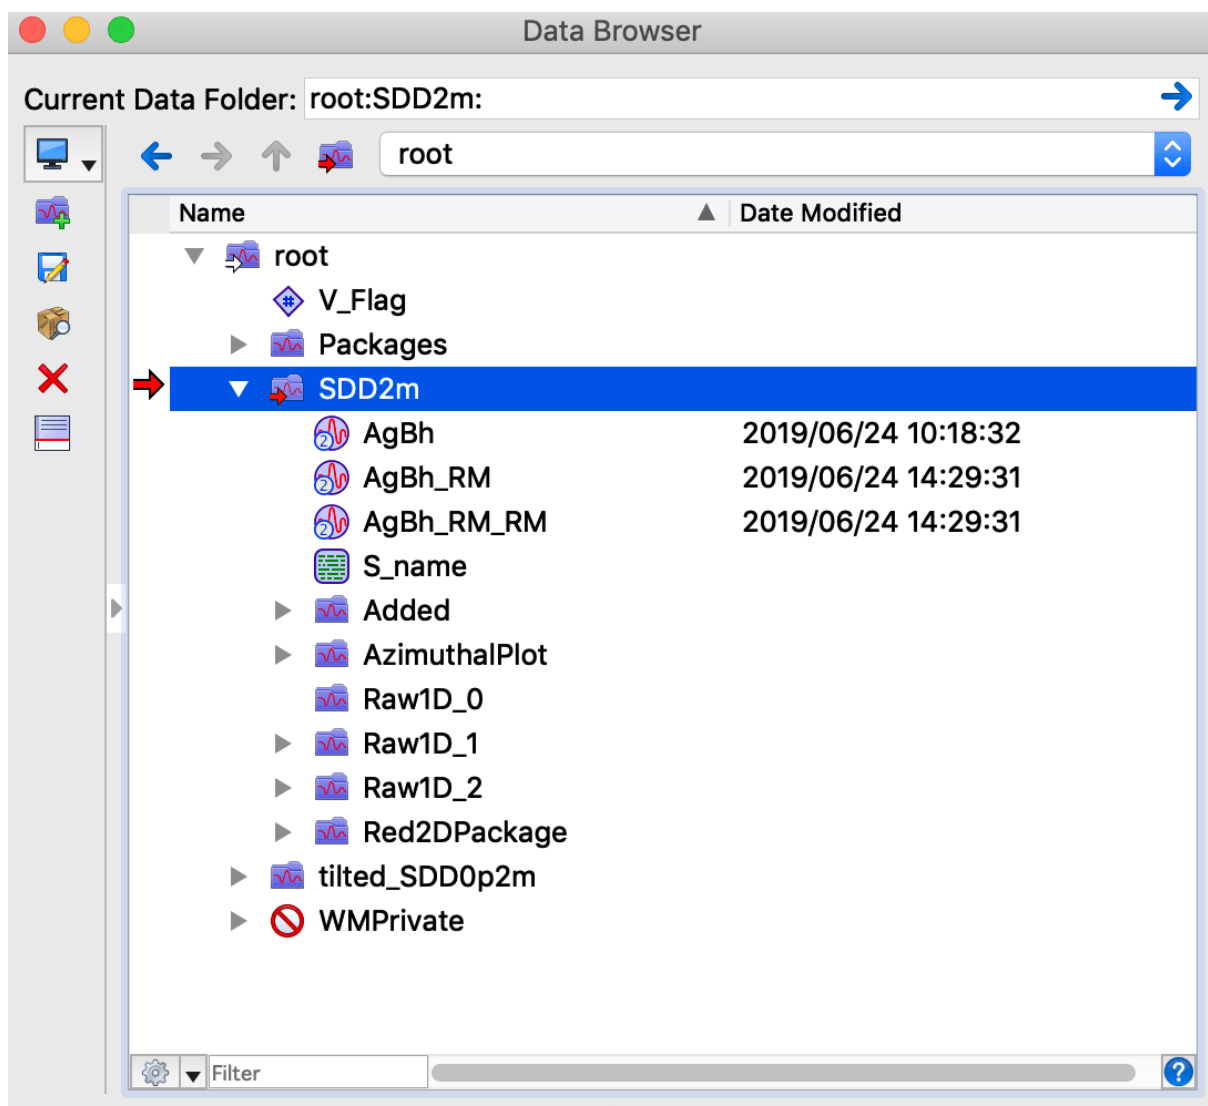 Data Browser
Current Data Folder: root:SDD2m:
root
Name Date Modified
root
V_Flag
Packages
SDD2m
AgBh 2019/06/24 10:18:32
AgBh_RM 2019/06/24 14:29:31
AgBh_RM_RM 2019/06/24 14:29:31
S_name
Added
AzimuthalPlot
Raw1D_0
Raw1D_1
Raw1D_2
Red2DPackage
tilted_SDD0p2m
WMPrivate
Filter